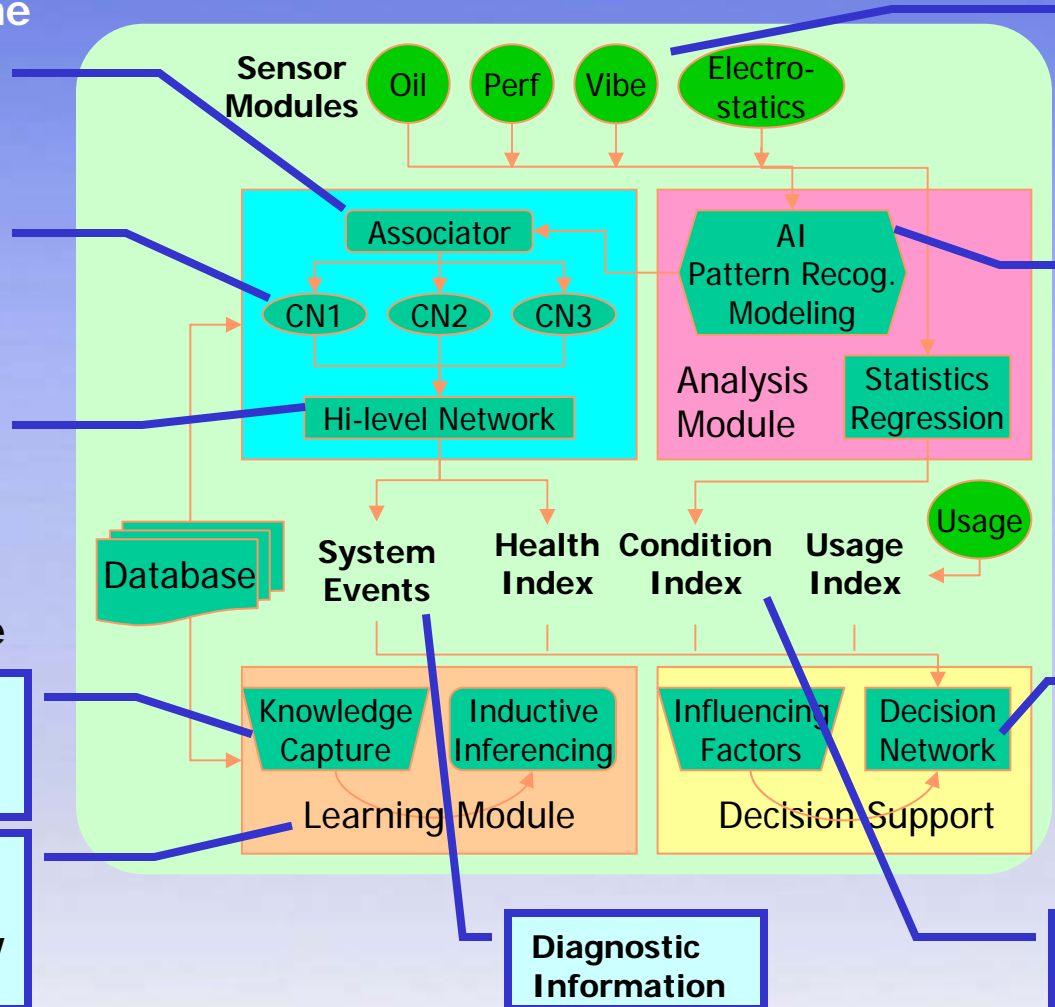 ne
Sensor
Modules
Oil
Perf
Vibe
Electro-
statics
Associator
CN1
CN2
CN3
Hi-level Network
AI
Pattern Recog.
Modeling
Analysis
Module
Statistics
Regression
Usage
Database
System
Events
Health
Index
Condition
Index
Usage
Index
e
Knowledge
Capture
Inductive
Inferencing
Learning Module
Influencing
Factors
Decision
Network
Decision Support
Diagnostic
Information